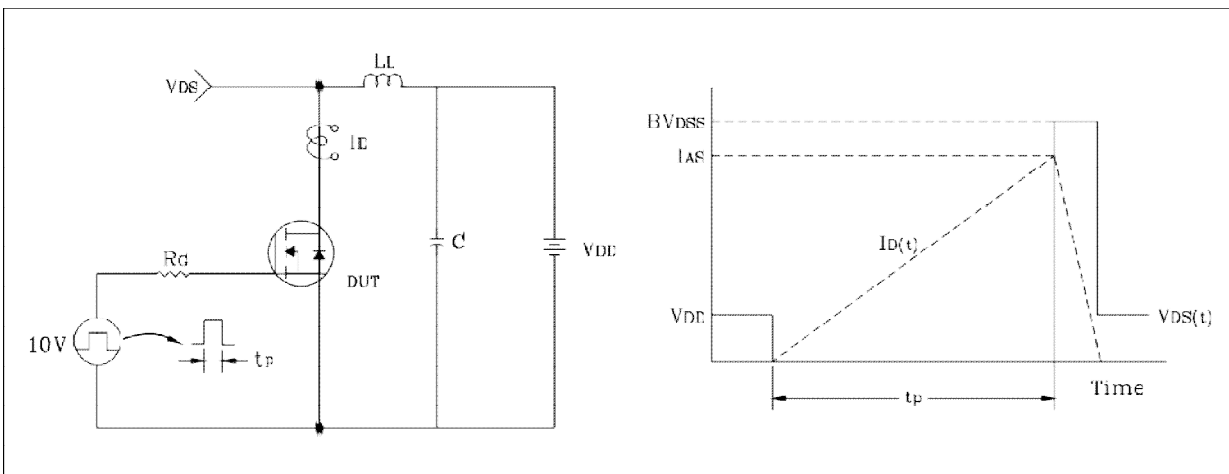 LL
VDS
ID
RG
DUT
C
VDD
10V
tp
BVDSS
IAS
ID(t)
VDD
VDS(t)
tp
Time